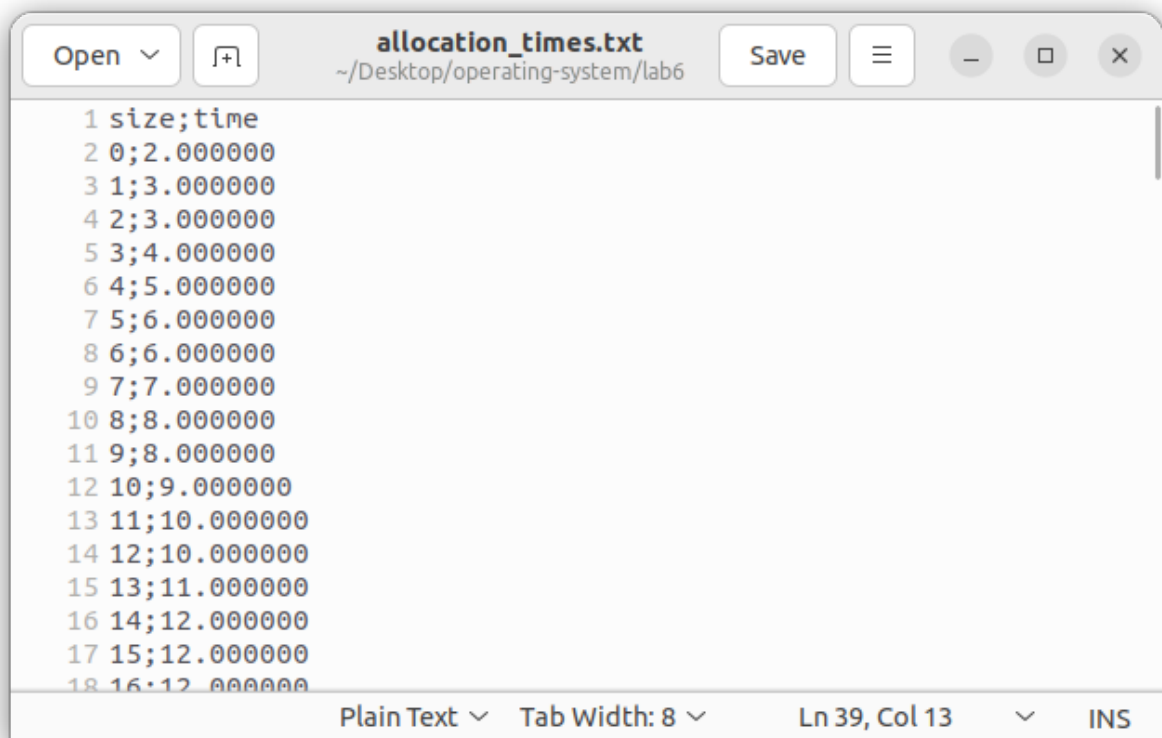 Open
allocation_times.txt
~/Desktop/operating-system/lab6
Save
1 size;time
2 0;2.000000
3 1;3.000000
4 2;3.000000
5 3;4.000000
6 4;5.000000
7 5;6.000000
8 6;6.000000
9 7;7.000000
10 8;8.000000
11 9;8.000000
12 10;9.000000
13 11;10.000000
14 12;10.000000
15 13;11.000000
16 14;12.000000
17 15;12.000000
18 16;12.000000
Plain Text Tab Width: 8 Ln 39, Col 13 INS